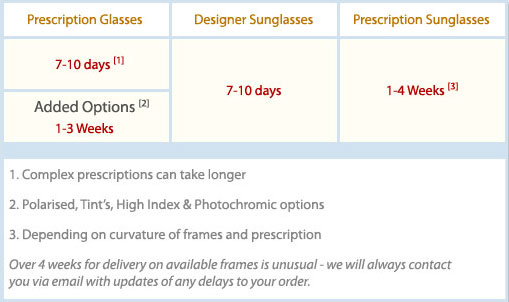 Prescription Glasses
Designer Sunglasses
Prescription Sunglasses
7-10 days [1]
Added Options [2]
1-3 Weeks
7-10 days
1-4 Weeks [3]
1. Complex prescriptions can take longer
2. Polarised, Tint's, High Index & Photochromic options
3. Depending on curvature of frames and prescription
Over 4 weeks for delivery on available frames is unusual - we will always contact
you via email with updates of any delays to your order.